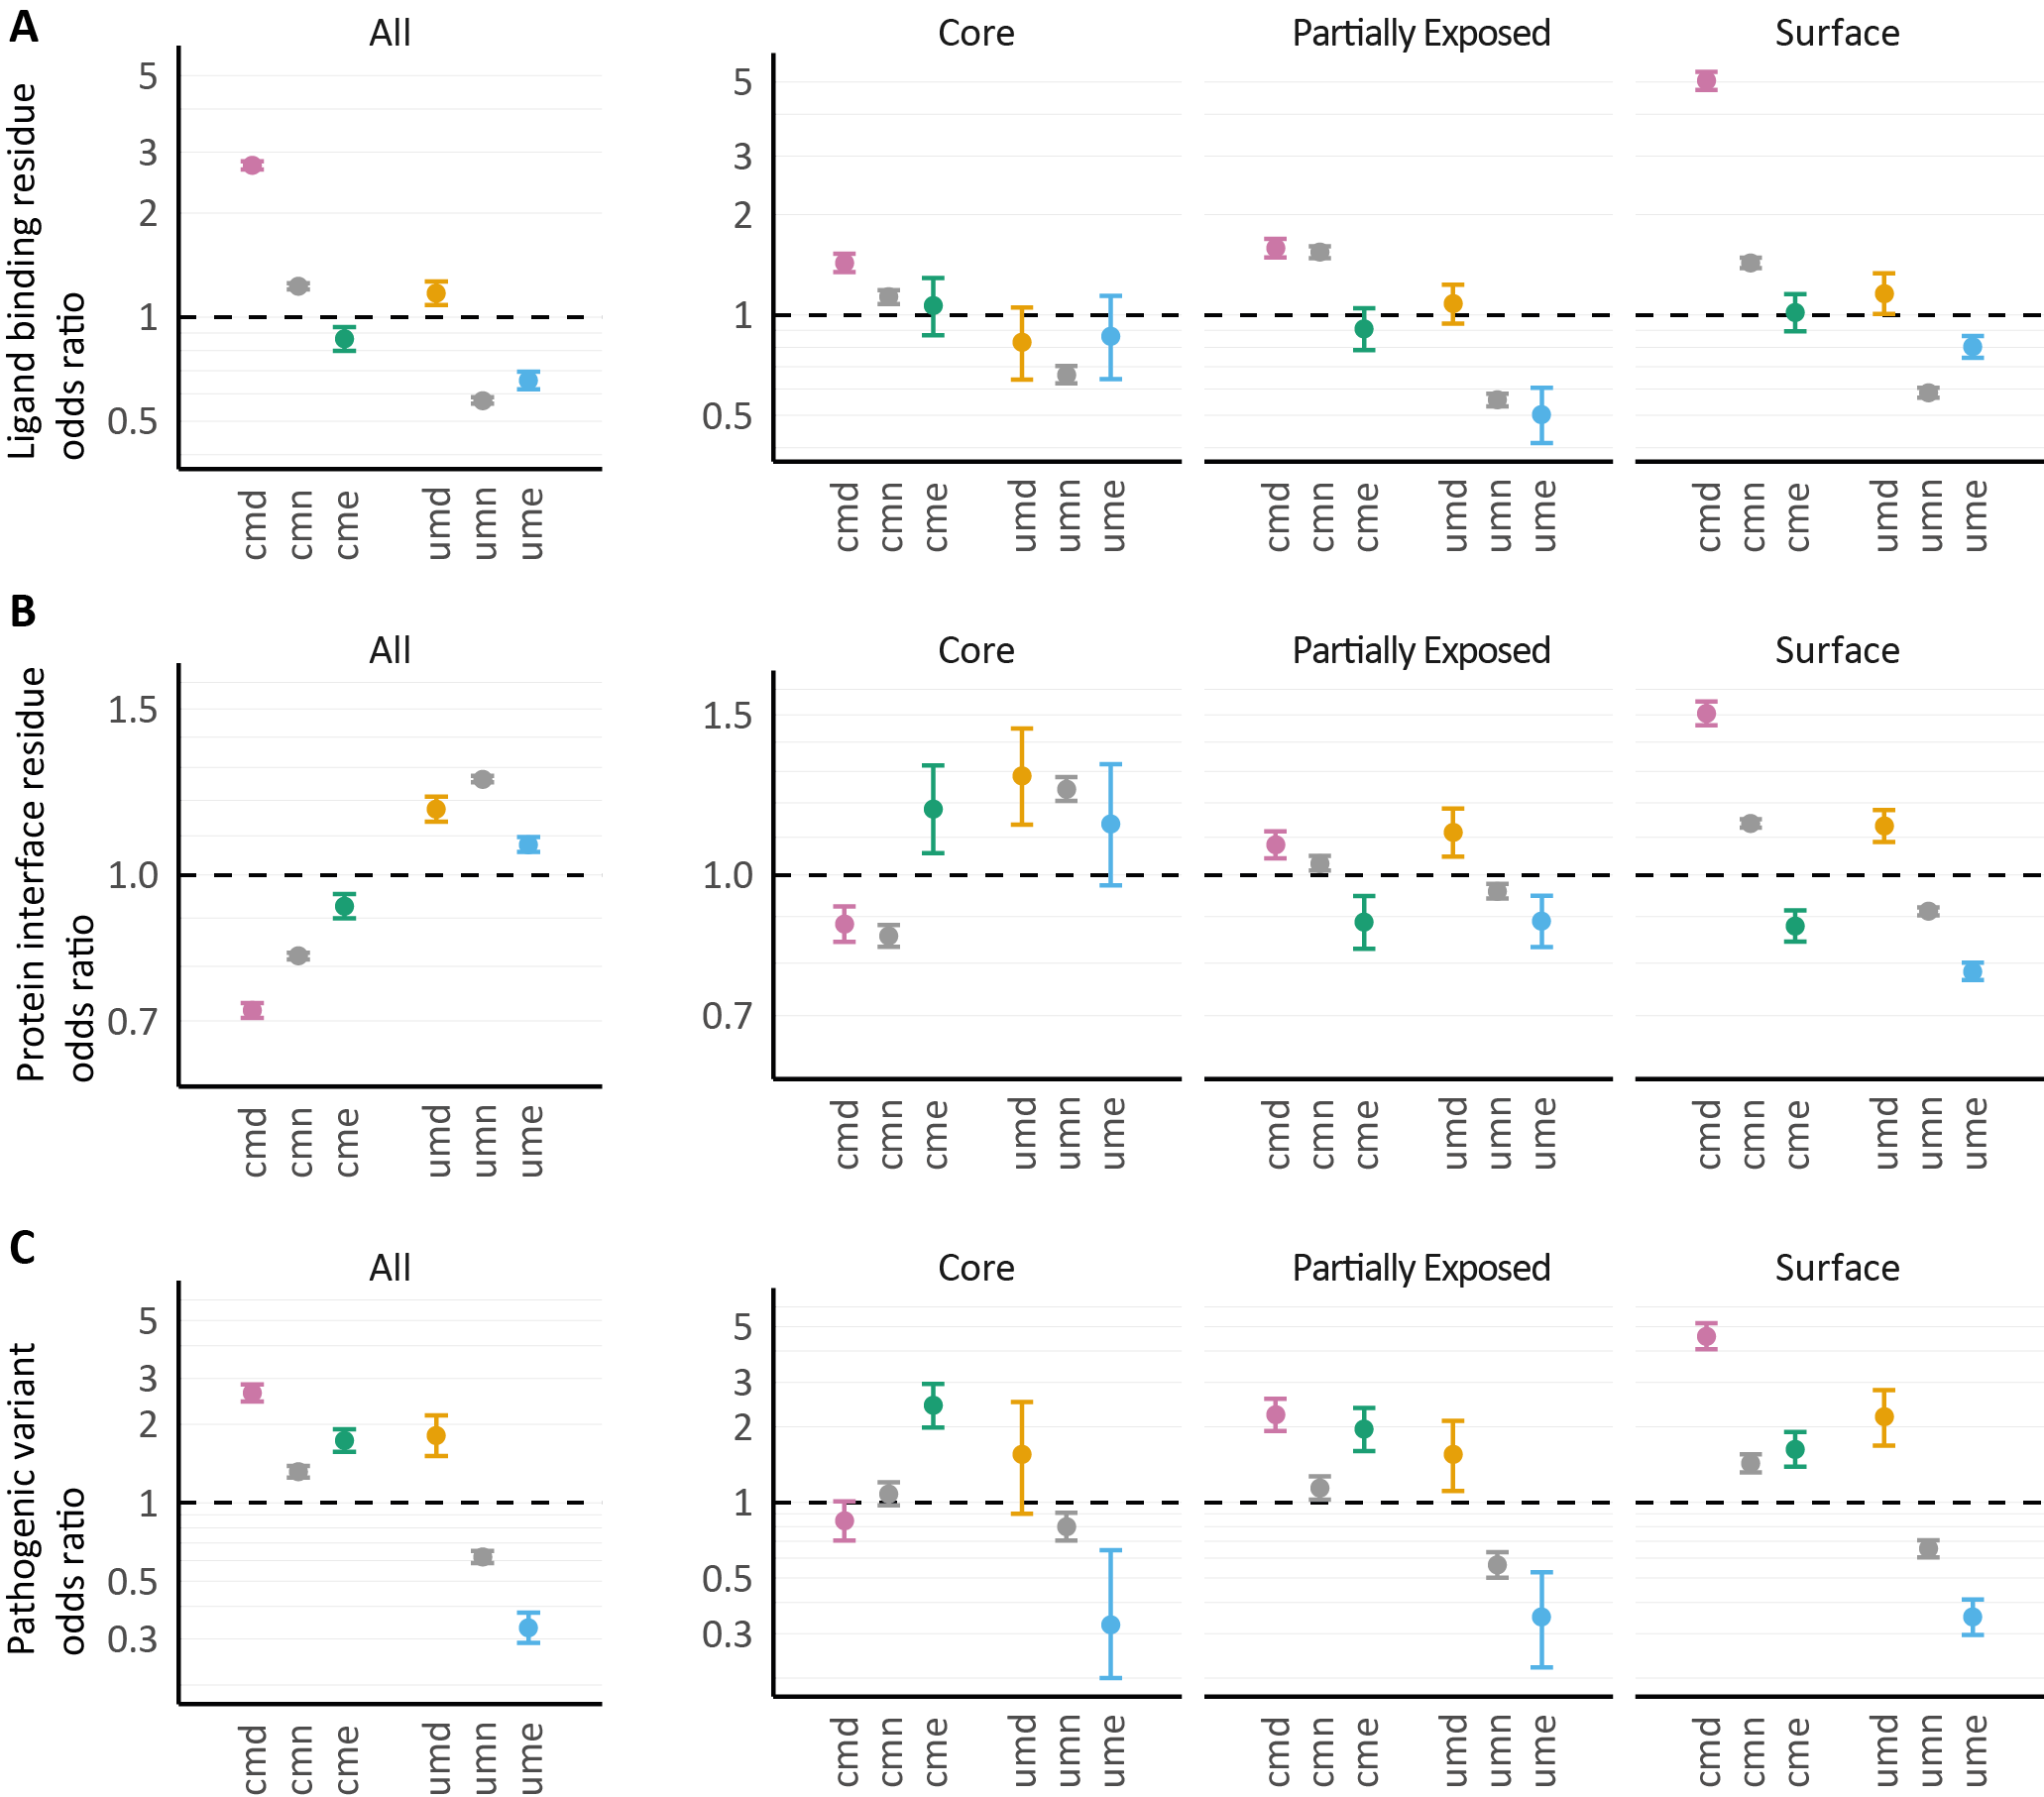 A
All
Core
Partially Exposed
Surface
Ligand binding residue
odds ratio
5
3
2
1
0.5
5
3
2
1
0.5
cmd cmn cme umd umn ume
cmd cmn cme umd umn ume
cmd cmn cme umd umn ume
cmd cmn cme umd umn ume
B
All
Core
Partially Exposed
Surface
Protein interface residue
odds ratio
1.5
1.0
0.7
1.5
1.0
0.7
cmd cmn cme umd umn ume
cmd cmn cme umd umn ume
cmd cmn cme umd umn ume
cmd cmn cme umd umn ume
C
All
Core
Partially Exposed
Surface
Pathogenic variant
odds ratio
5
3
2
1
0.5
0.3
5
3
2
1
0.5
0.3
cmd cmn cme umd umn ume
cmd cmn cme umd umn ume
cmd cmn cme umd umn ume
cmd cmn cme umd umn ume